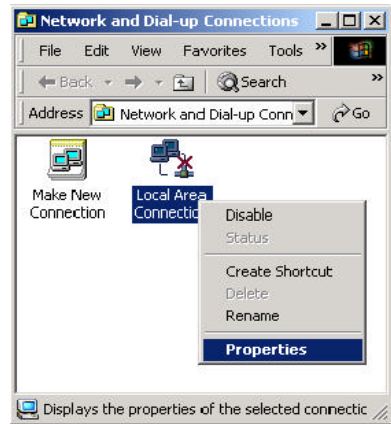 Network and Dial-up Connections
File Edit View Favorites Tools »
Back Search »
Address Network and Dial-up Conn Go
Make New
Connection
Local Area
Connectio
Disable
Status
Create Shortcut
Delete
Rename
Properties
Displays the properties of the selected connectic